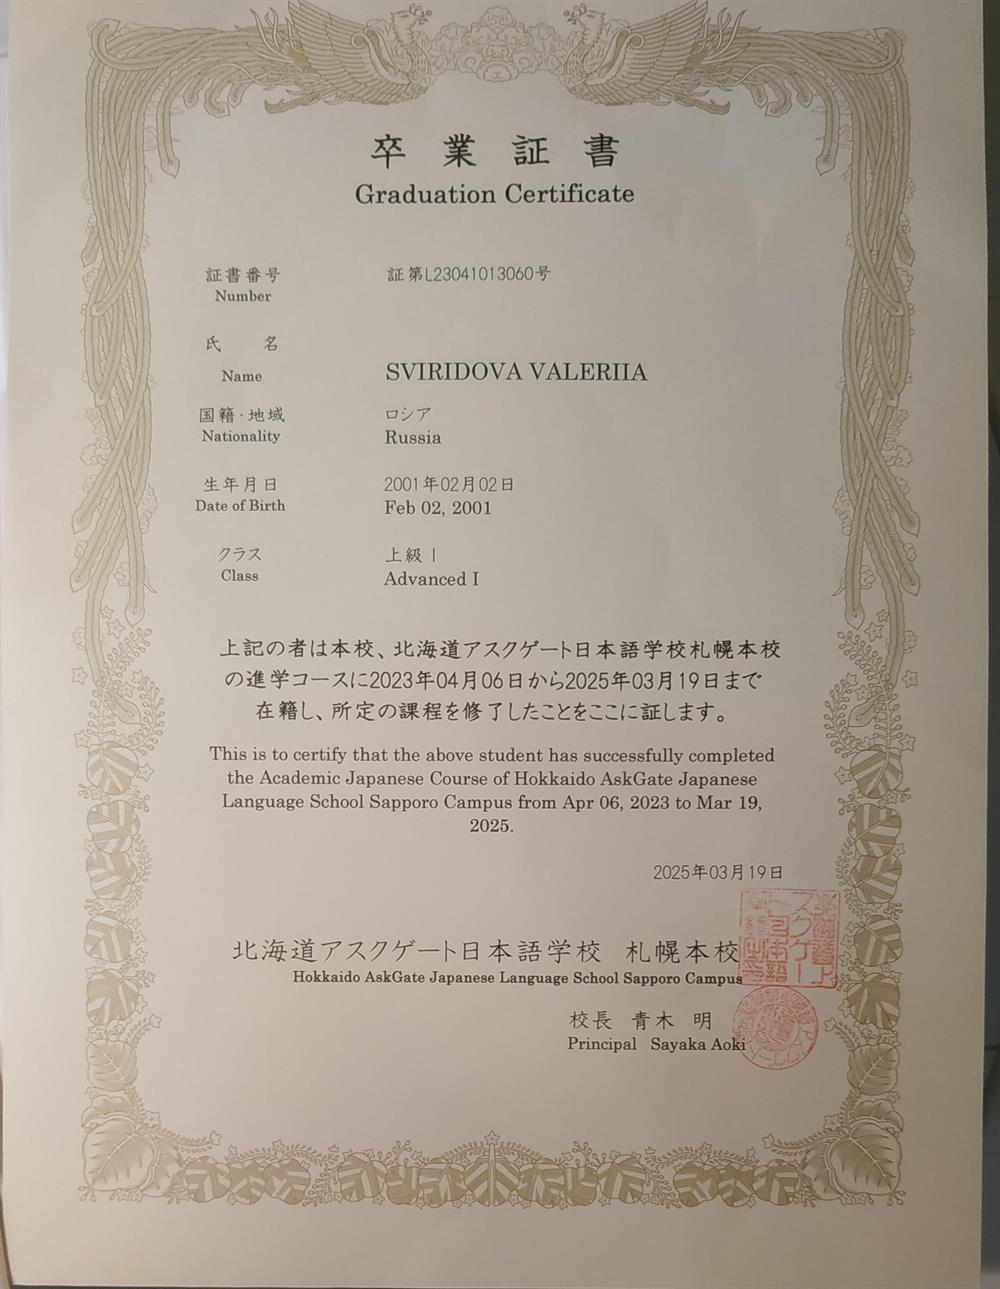 卒業証書
Graduation Certificate
証書番号 証第L23041013060号
Number
氏 名
Name SVIRIDOVA VALERIIA
国籍・地域 ロシア
Nationality Russia
生年月日 2001年02月02日
Date of Birth Feb 02, 2001
クラス 上級 I
Class Advanced I
上記の者は本校、北海道アスクゲート日本語学校札幌本校
の進学コースに2023年04月06日から2025年03月19日まで
在籍し、所定の課程を修了したことをここに証します。
This is to certify that the above student has successfully completed
the Academic Japanese Course of Hokkaido AskGate Japanese
Language School Sapporo Campus from Apr 06, 2023 to Mar 19,
2025.
2025年03月19日
北海道アスクゲート日本語学校 札幌本校
Hokkaido AskGate Japanese Language School Sapporo Campus
校長 青木 明
Principal Sayaka Aoki